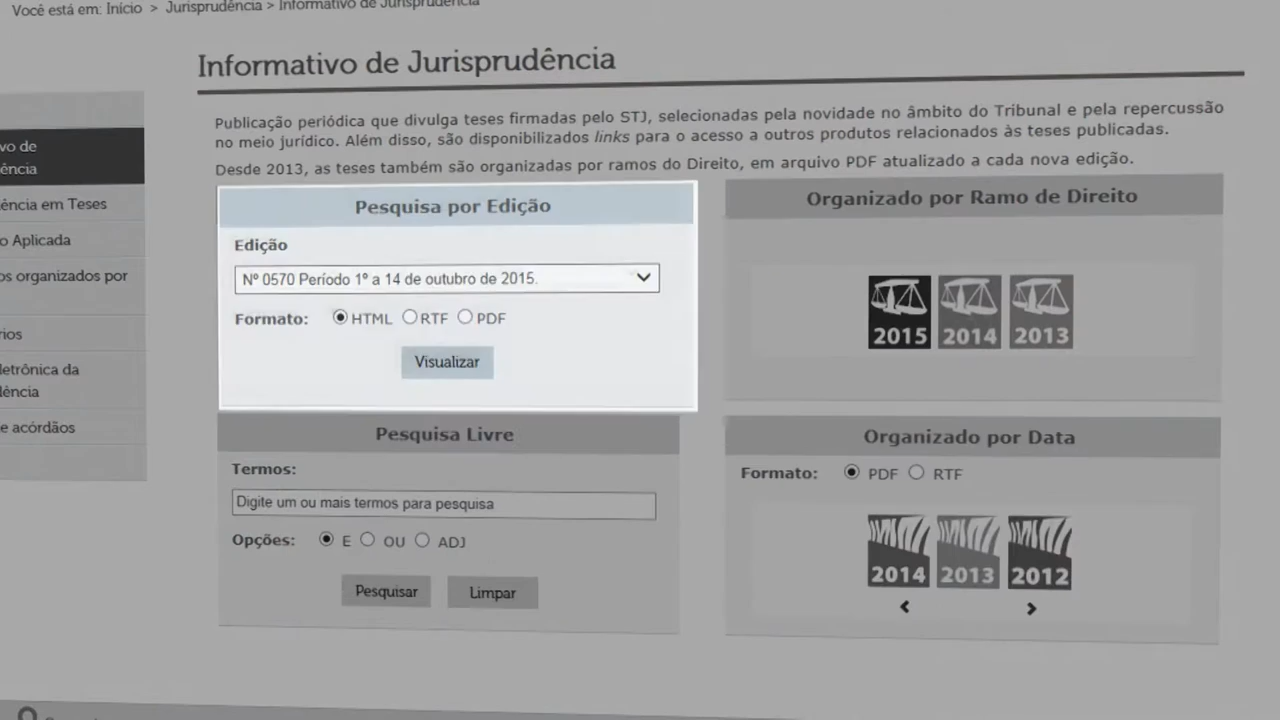 Você está em: Início > Jurisprudência > Informativo de Jurisprudência
Informativo de Jurisprudência
Publicação periódica que divulga teses firmadas pelo STJ, selecionadas pela novidade no âmbito do Tribunal e pela repercussão
no meio jurídico. Além disso, são disponibilizados links para o acesso a outros produtos relacionados às teses publicadas.
Desde 2013, as teses também são organizadas por ramos do Direito, em arquivo PDF atualizado a cada nova edição.
vo de
ência
ência em Teses
o Aplicada
os organizados por
rios
letrônica da
dência
e acórdãos
Pesquisa por Edição
Edição
Nº 0570 Período 1º a 14 de outubro de 2015.
Formato: HTML RTF PDF
Visualizar
Organizado por Ramo de Direito
2015 2014 2013
Pesquisa Livre
Termos:
Digite um ou mais termos para pesquisa
Opções: E OU ADJ
Pesquisar Limpar
Organizado por Data
Formato: PDF RTF
2014 2013 2012